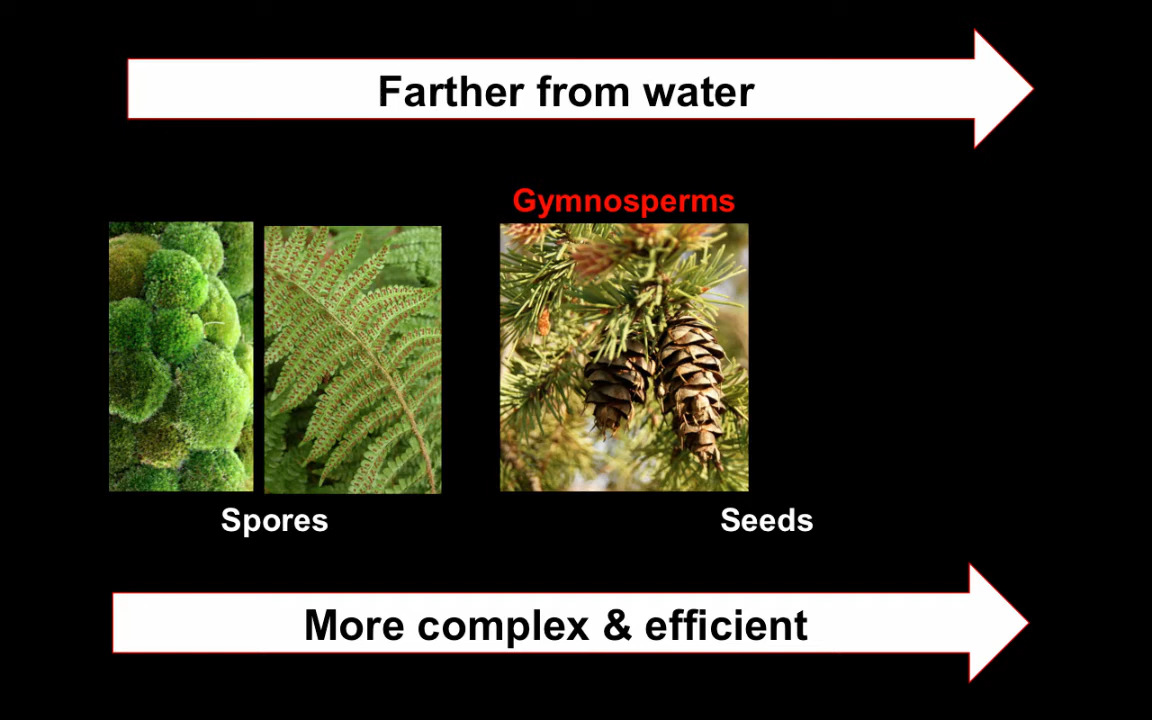 Farther from water
Gymnosperms
Spores
Seeds
More complex & efficient